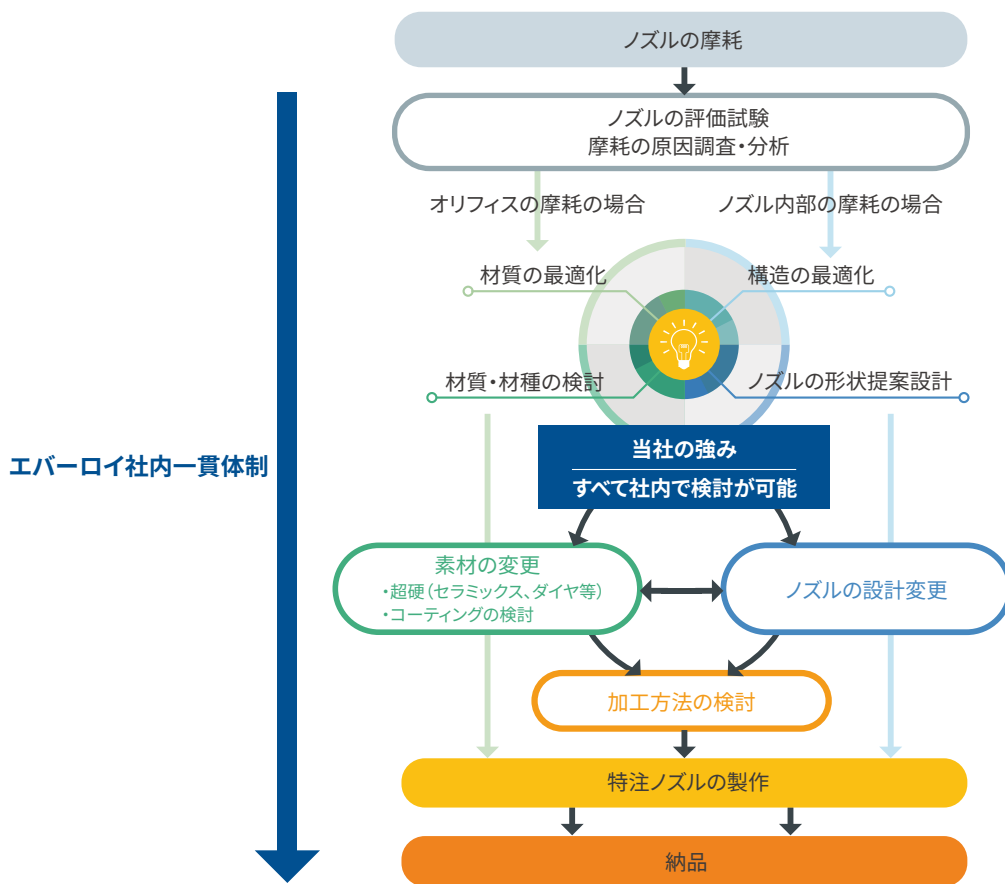 ノズルの摩耗
ノズルの評価試験
摩耗の原因調査・分析
オリフィスの摩耗の場合
ノズル内部の摩耗の場合
材質の最適化
構造の最適化
材質・材種の検討
ノズルの形状提案設計
エバーロイ社内一貫体制
当社の強み
すべて社内で検討が可能
素材の変更
・超硬（セラミックス、ダイヤ等）
・コーティングの検討
ノズルの設計変更
加工方法の検討
特注ノズルの製作
納品